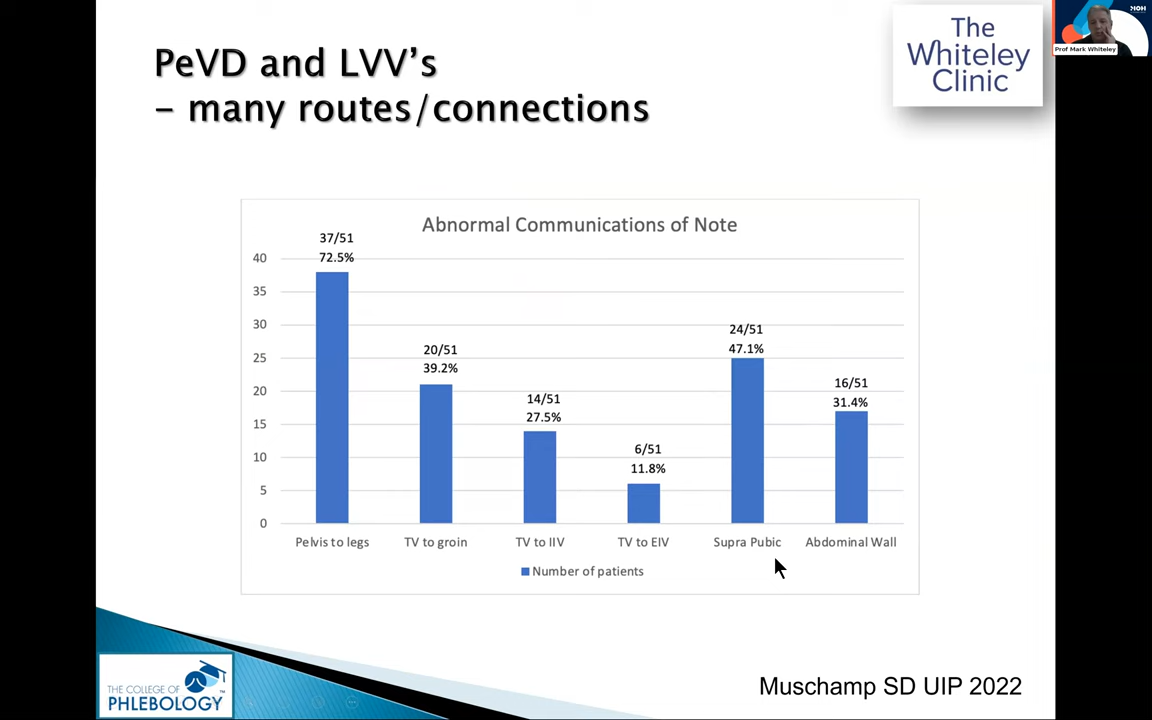 PeVD and LVV's
– many routes/connections
The
Whiteley
Clinic
Prof Mark Whiteley
Abnormal Communications of Note
37/51
72.5%
20/51
39.2%
14/51
27.5%
6/51
11.8%
24/51
47.1%
16/51
31.4%
40
35
30
25
20
15
10
5
0
Pelvis to legs
TV to groin
TV to IIV
TV to EIV
Supra Pubic
Abdominal Wall
Number of patients
THE COLLEGE OF
PHLEBOLOGY
Muschamp SD UIP 2022